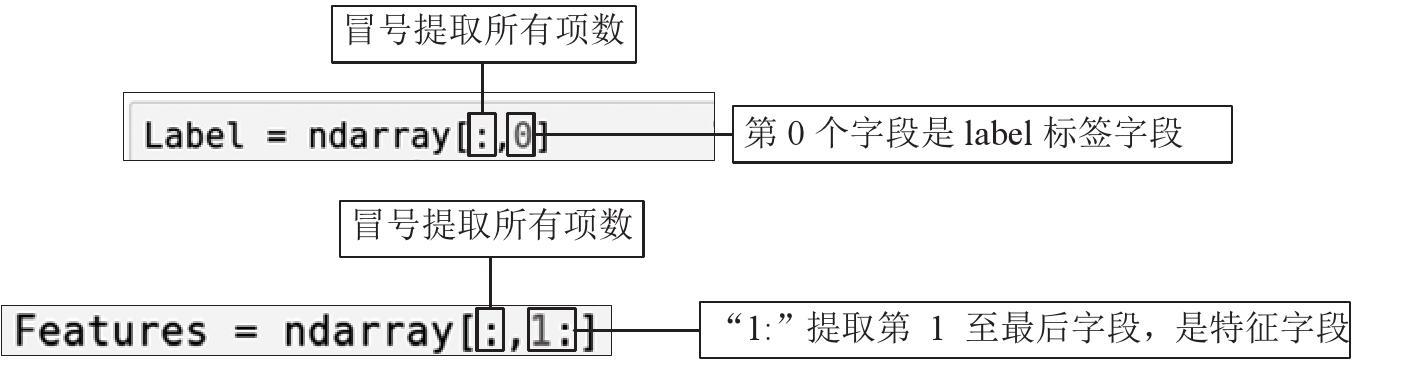 冒号提取所有项数
Label = ndarray[:,0]
第 0 个字段是 label 标签字段
冒号提取所有项数
Features = ndarray[:,1:]
“1:”提取第 1 至最后字段，是特征字段